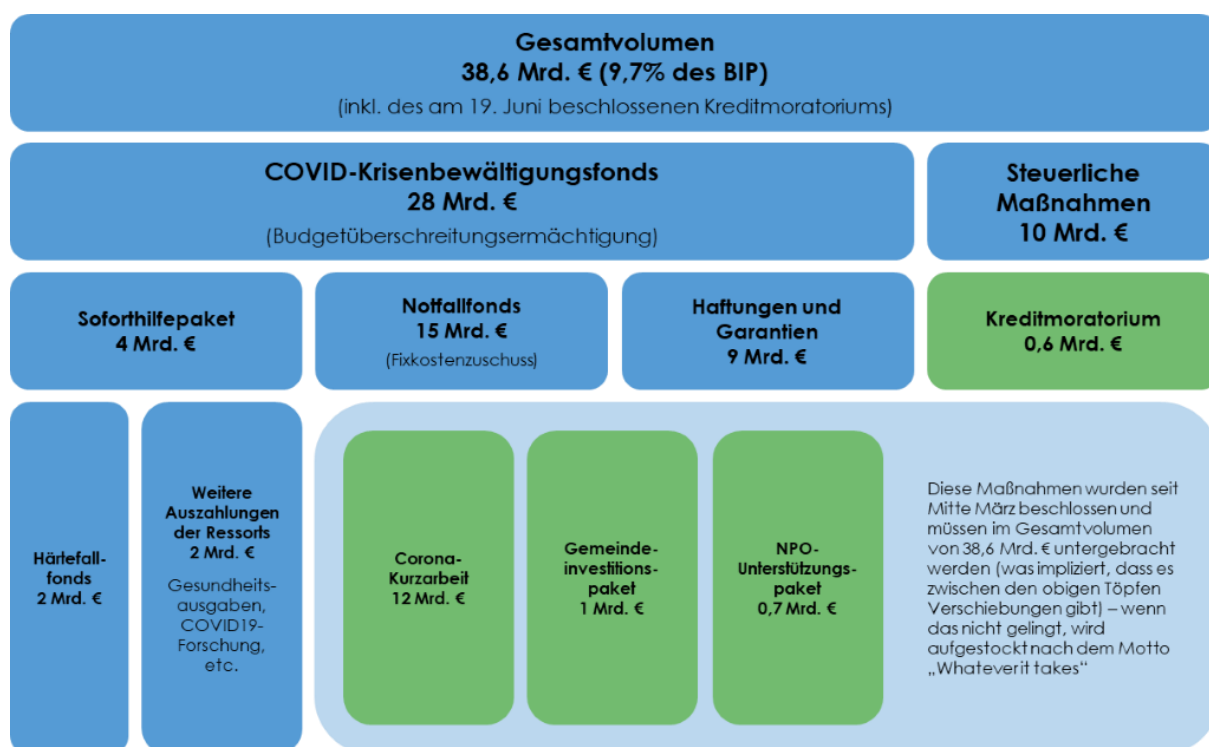 Gesamtvolumen
38,6 Mrd. € (9,7% des BIP)
(inkl. des am 19. Juni beschlossenen Kreditmoratoriums)
COVID-Krisenbewältigungsfonds
28 Mrd. €
(Budgetüberschreitungsermächtigung)
Steuerliche
Maßnahmen
10 Mrd. €
Soforthilfepaket
4 Mrd. €
Notfallfonds
15 Mrd. €
(Fixkostenzuschuss)
Haftungen und
Garantien
9 Mrd. €
Kreditmoratorium
0,6 Mrd. €
Härtefall-
fonds
2 Mrd. €
Weitere
Auszahlungen
der Ressorts
2 Mrd. €
Gesundheits-
ausgaben,
COVID19-
Forschung,
etc.
Corona-
Kurzarbeit
12 Mrd. €
Gemeinde-
investitions-
paket
1 Mrd. €
NPO-
Unterstützungs-
paket
0,7 Mrd. €
Diese Maßnahmen wurden seit
Mitte März beschlossen und
müssen im Gesamtvolumen
von 38,6 Mrd. € untergebracht
werden (was impliziert, dass es
zwischen den obigen Töpfen
Verschiebungen gibt) – wenn
das nicht gelingt, wird
aufgestockt nach dem Motto
„Whatever it takes“